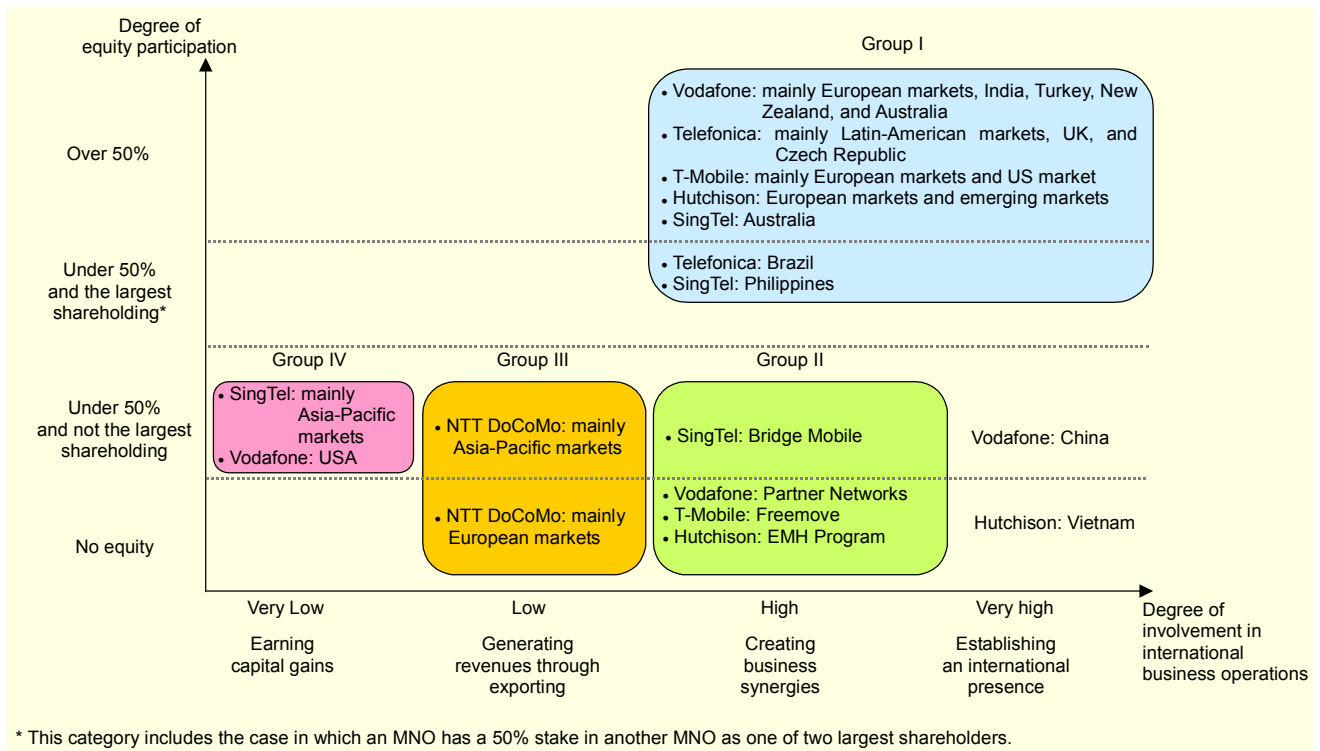 Degree of
equity participation
Group I
• Vodafone: mainly European markets, India, Turkey, New
Zealand, and Australia
• Telefonica: mainly Latin-American markets, UK, and
Czech Republic
• T-Mobile: mainly European markets and US market
• Hutchison: European markets and emerging markets
• SingTel: Australia
Over 50%
• Telefonica: Brazil
• SingTel: Philippines
Under 50%
and the largest
shareholding*
Group IV
Group III
Group II
Under 50%
and not the largest
shareholding
• SingTel: mainly
Asia-Pacific
markets
• Vodafone: USA
• NTT DoCoMo: mainly
Asia-Pacific markets
• SingTel: Bridge Mobile
Vodafone: China
No equity
• NTT DoCoMo: mainly
European markets
• Vodafone: Partner Networks
• T-Mobile: Freemove
• Hutchison: EMH Program
Hutchison: Vietnam
Very Low
Low
High
Very high
Earning
capital gains
Generating
revenues through
exporting
Creating
business
synergies
Establishing
an international
presence
Degree of
involvement in
international
business operations
* This category includes the case in which an MNO has a 50% stake in another MNO as one of two largest shareholders.